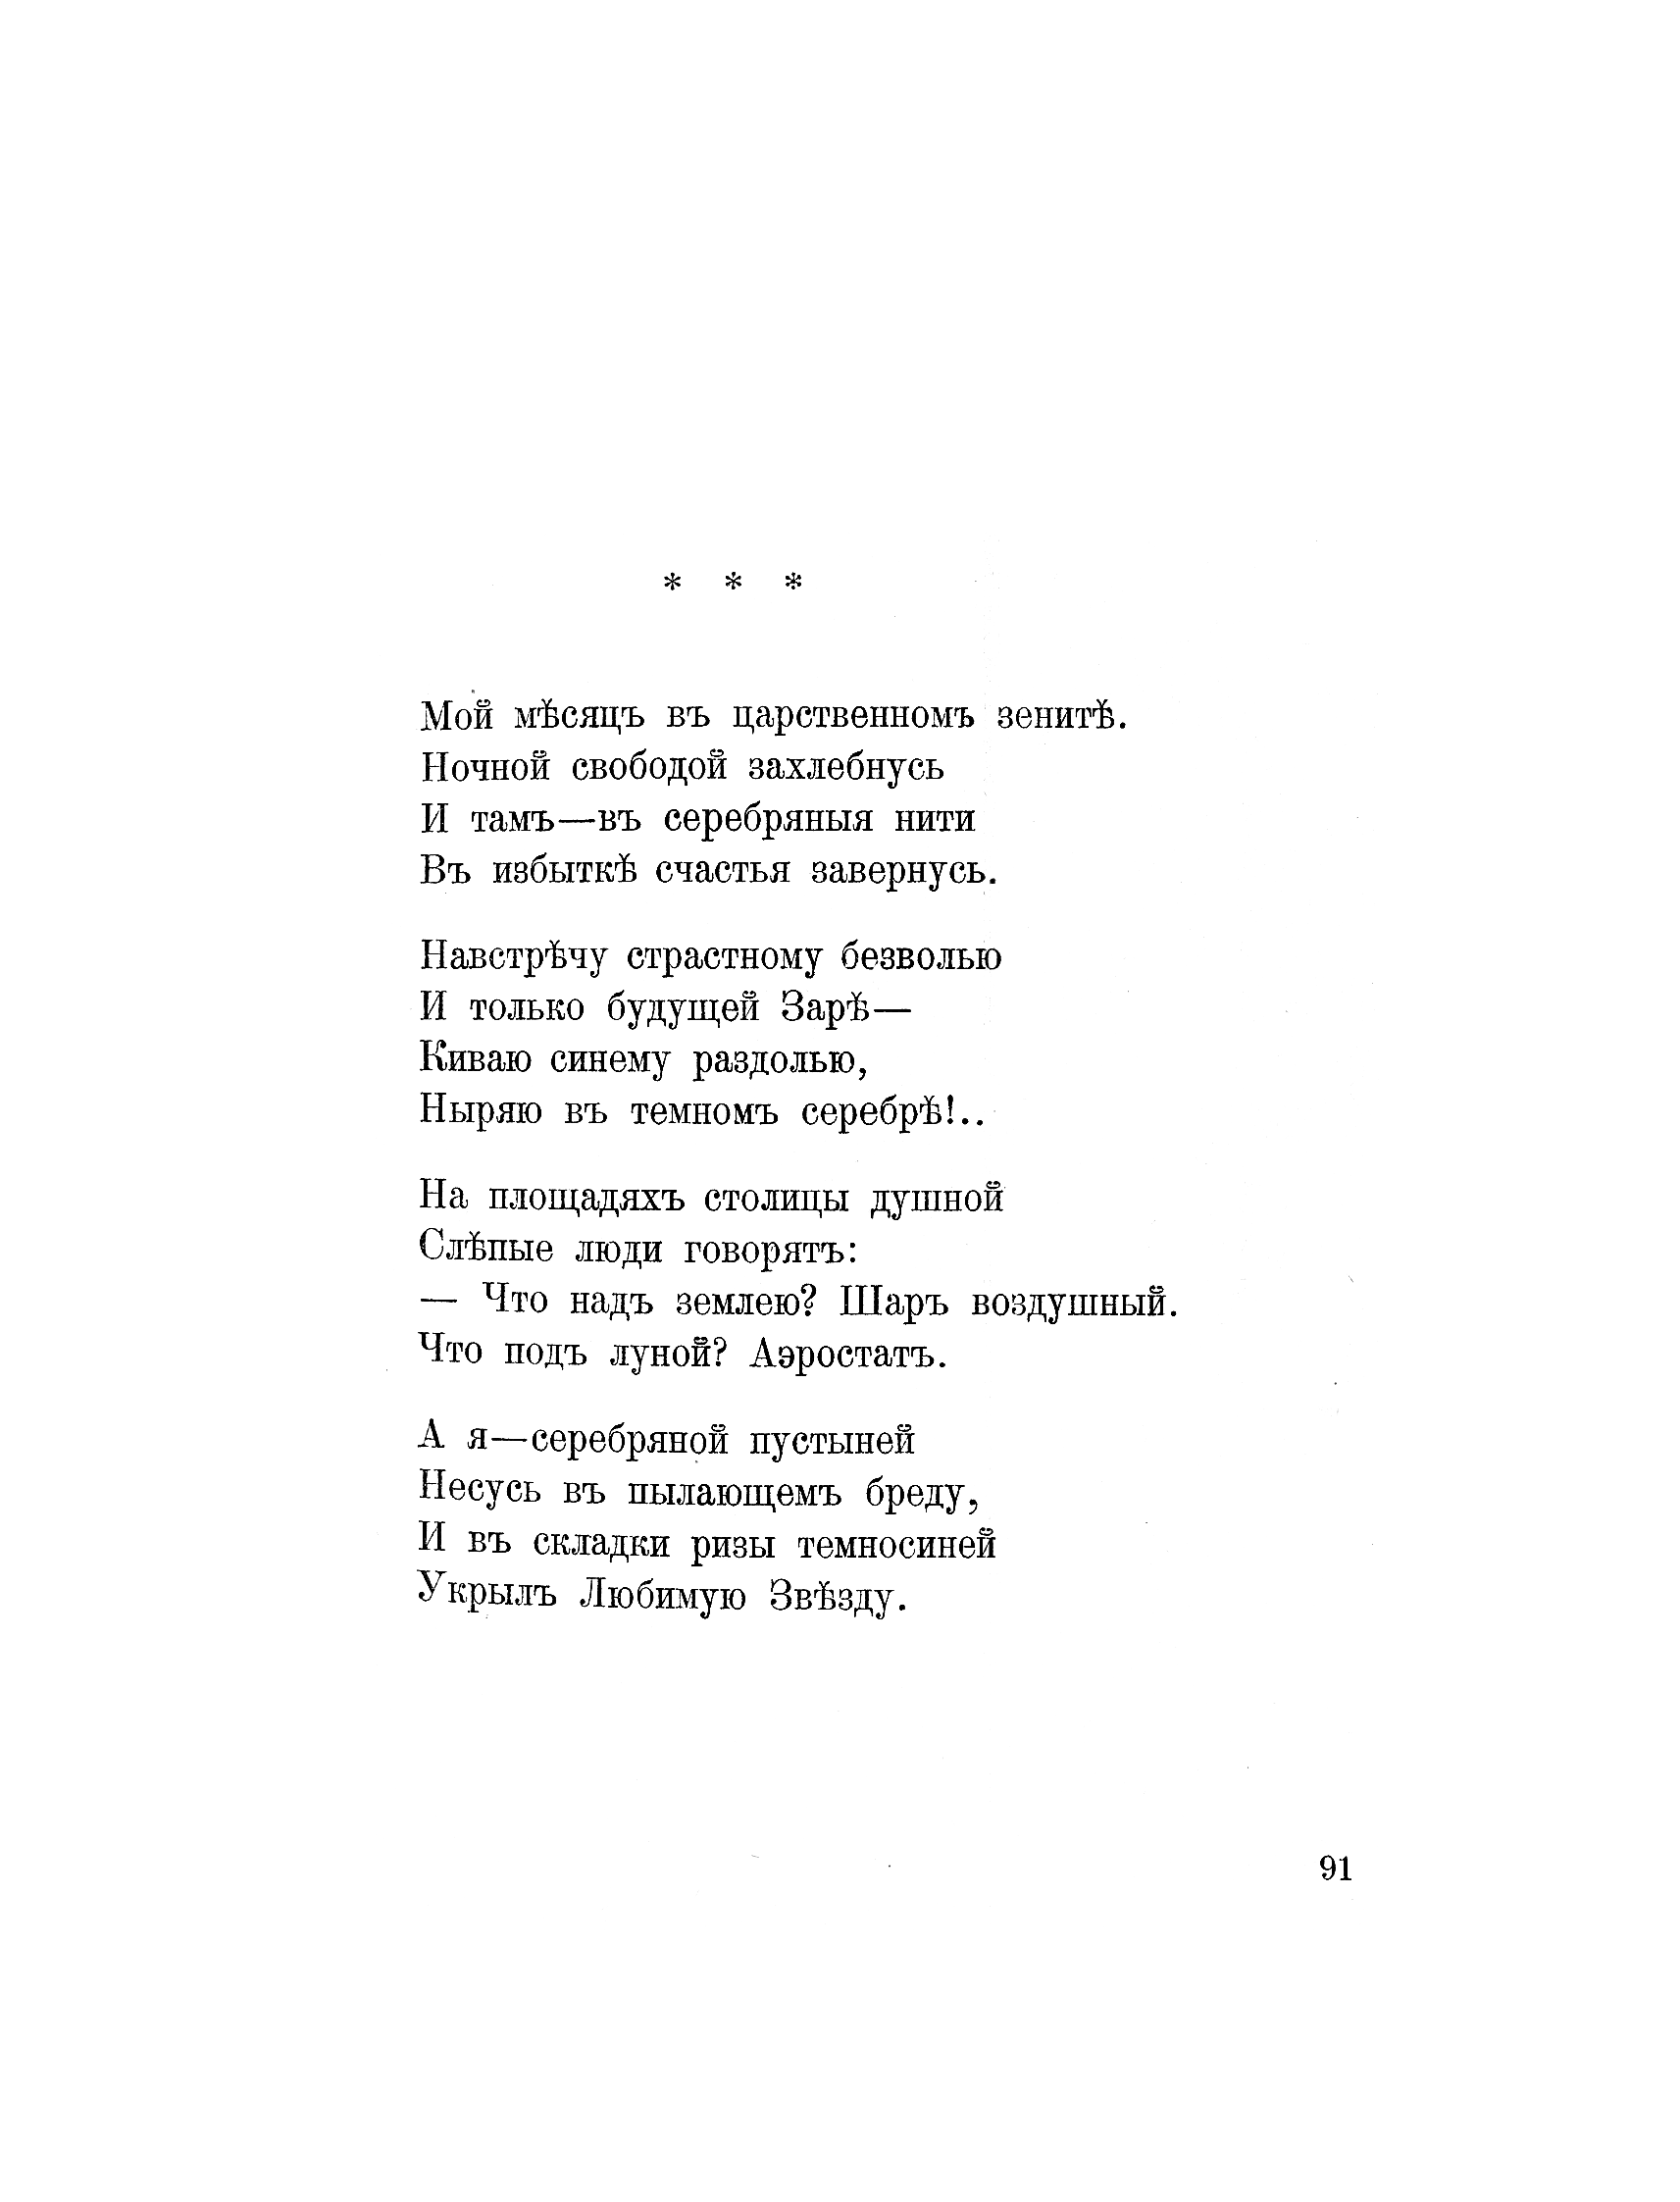 * * *
Мой мѣсяцъ въ царственномъ зенитѣ.
Ночной свободой захлебнусь
И тамъ—въ серебряныя нити
Въ избыткѣ счастья завернусь.
Навстрѣчу страстному безволью
И только будущей Зарѣ—
Киваю синему раздолью,
Ныряю въ темномъ серебрѣ!..
На площадяхъ столицы душной
Слѣпые люди говорятъ:
— Что надъ землею? Шаръ воздушный.
Что подъ луной? Аэростатъ.
А я—серебряной пустыней
Несусь въ пылающемъ бреду,
И въ складки ризы темносиней
Укрылъ Любимую Звѣзду.
91